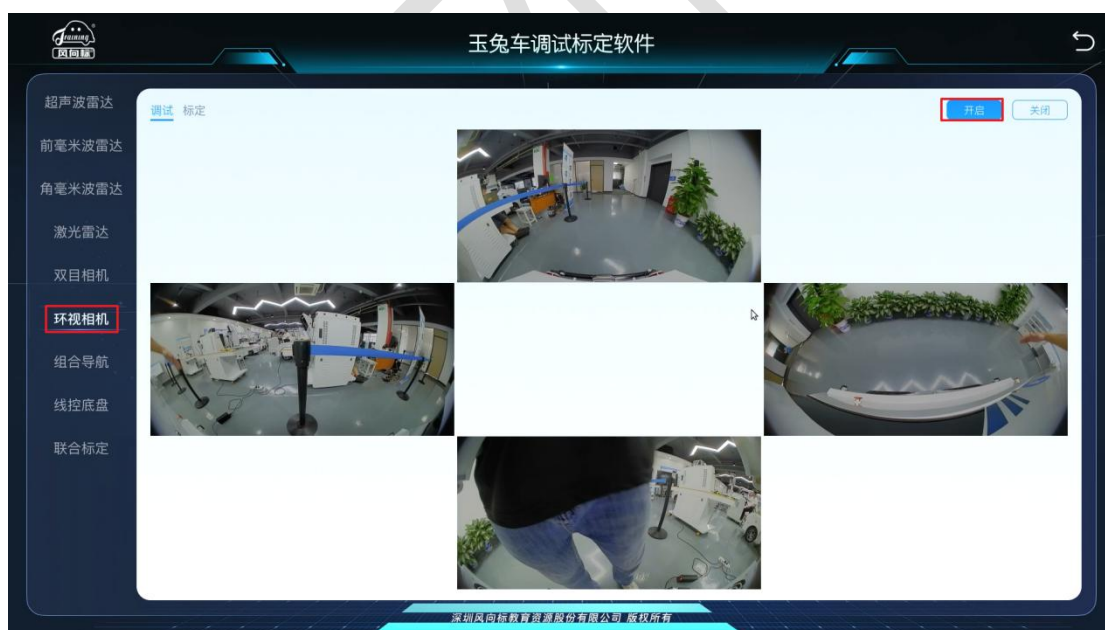 Training
风向标
玉兔车调试标定软件
超声波雷达
前毫米波雷达
角毫米波雷达
激光雷达
双目相机
环视相机
组合导航
线控底盘
联合标定
调试 标定
开启 关闭
深圳风向标教育资源股份有限公司 版权所有